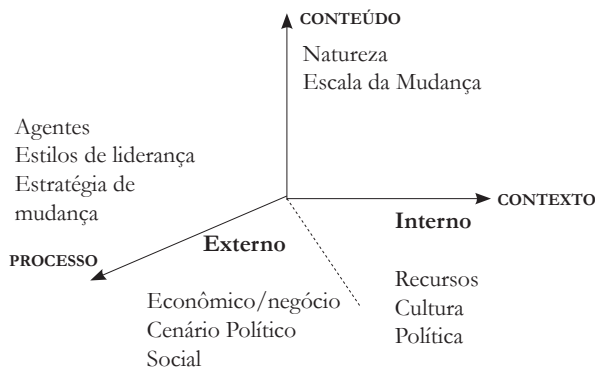 CONTEÚDO
Natureza
Escala da Mudança
Agentes
Estilos de liderança
Estratégia de
mudança
CONTEXTO
Interno
Externo
PROCESSO
Recursos
Cultura
Política
Econômico/negócio
Cenário Político
Social